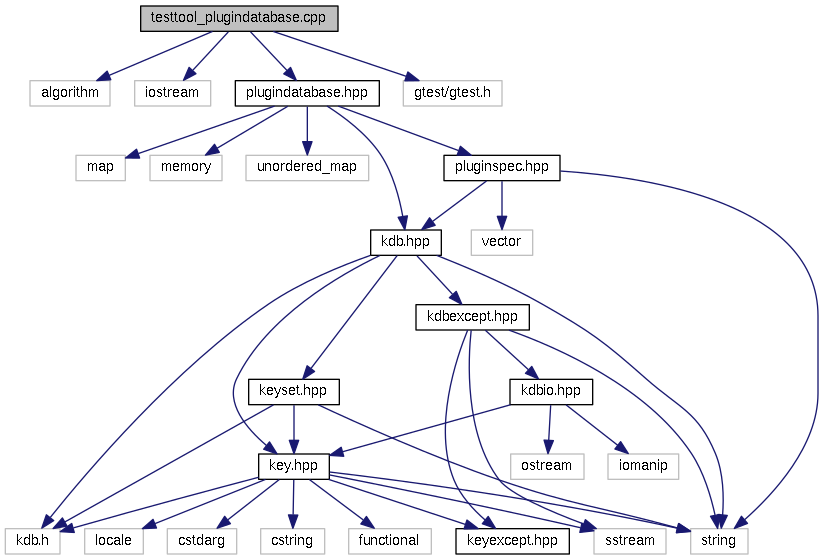 testtool_plugindatabase.cpp
algorithm
iostream
plugindatabase.hpp
gtest/gtest.h
map
memory
unordered_map
pluginspec.hpp
kdb.hpp
vector
kdbexcept.hpp
keyset.hpp
kdbio.hpp
key.hpp
ostream
iomanip
kdb.h
locale
cstdarg
cstring
functional
keyexcept.hpp
sstream
string